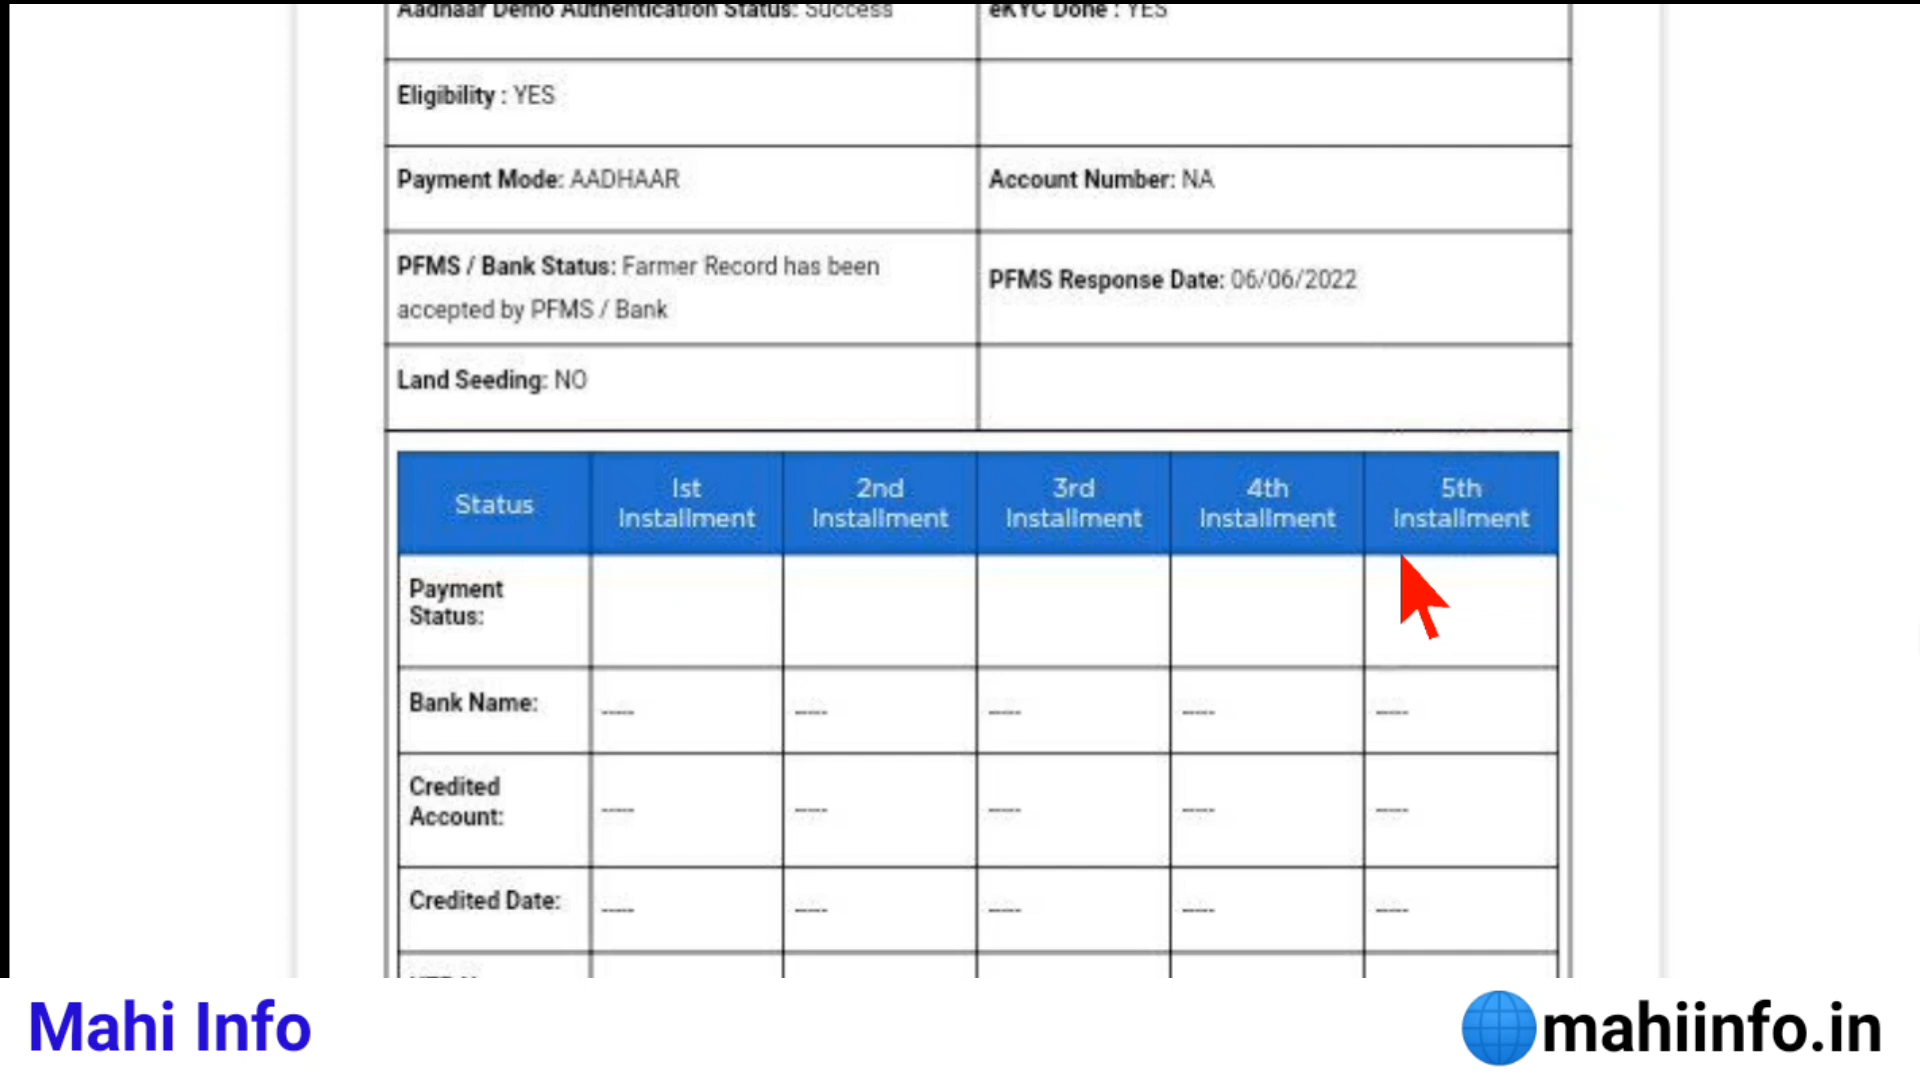 Aadhaar Demo Authentication Status: Success
eKYC Done : YES
Eligibility : YES
Payment Mode: AADHAAR
Account Number: NA
PFMS / Bank Status: Farmer Record has been
accepted by PFMS / Bank
PFMS Response Date: 06/06/2022
Land Seeding: NO
Status
1st
Installment
2nd
Installment
3rd
Installment
4th
Installment
5th
Installment
Payment
Status:
Bank Name:
----
----
----
----
----
Credited
Account:
----
----
----
----
----
Credited Date:
----
----
----
----
----
Mahi Info
mahiinfo.in